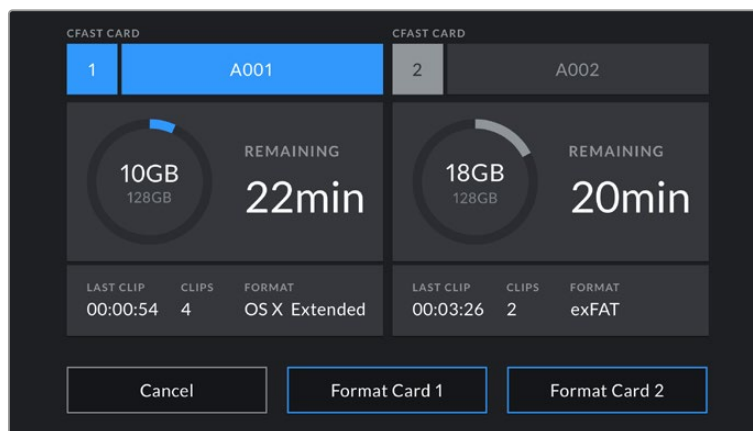 CFAST CARD
1
A001
10GB
128GB
REMAINING
22min
LAST CLIP CLIPS FORMAT
00:00:54 4 OS X Extended
CFAST CARD
2
A002
18GB
128GB
REMAINING
20min
LAST CLIP CLIPS FORMAT
00:03:26 2 exFAT
Cancel
Format Card 1
Format Card 2